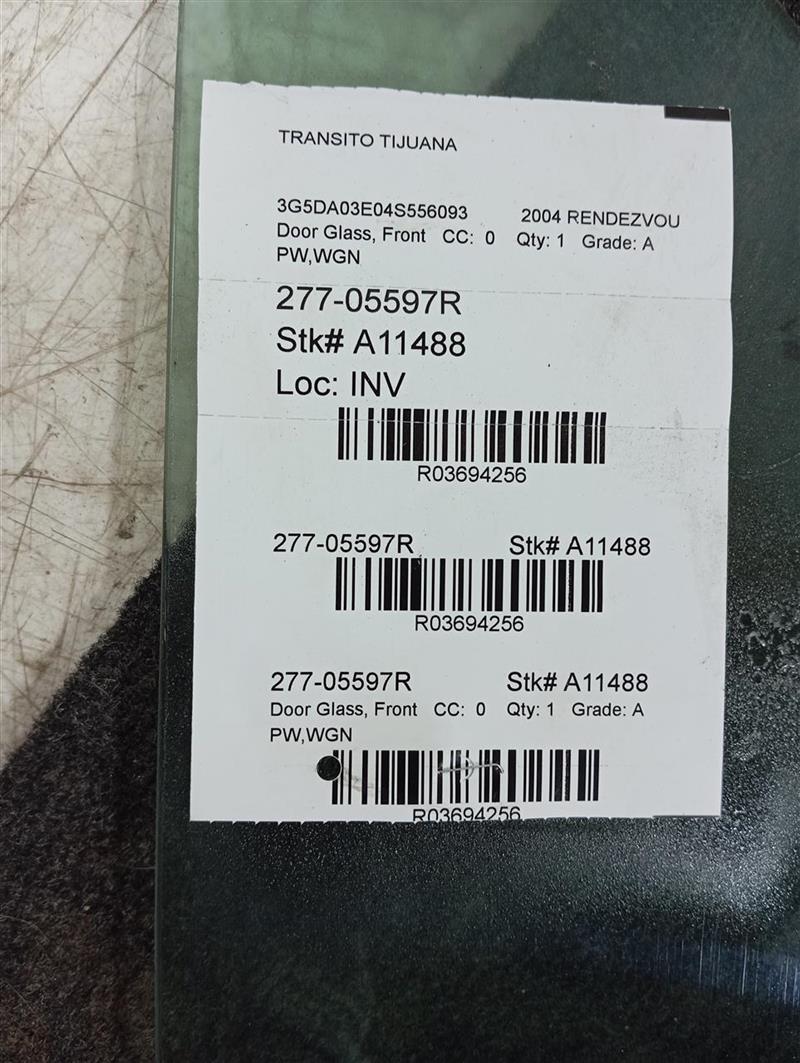 TRANSITO TIJUANA
3G5DA03E04S556093 2004 RENDEZVOU
Door Glass, Front CC: 0 Qty: 1 Grade: A
PW,WGN
277-05597R
Stk# A11488
Loc: INV
R03694256
277-05597R Stk# A11488
R03694256
277-05597R Stk# A11488
Door Glass, Front CC: 0 Qty: 1 Grade: A
PW,WGN
R03694256